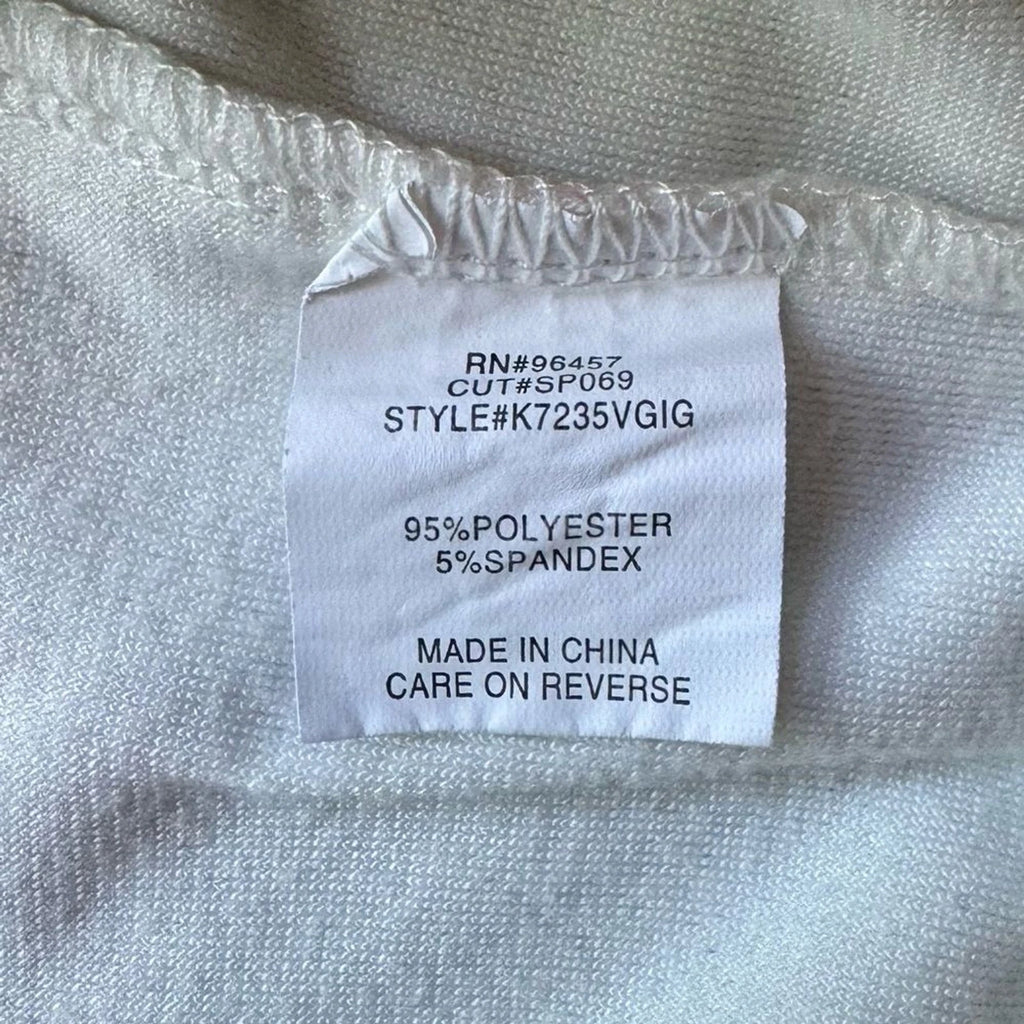 RN#96457
CUT#SP069
STYLE#K7235VGIG
95%POLYESTER
5%SPANDEX
MADE IN CHINA
CARE ON REVERSE